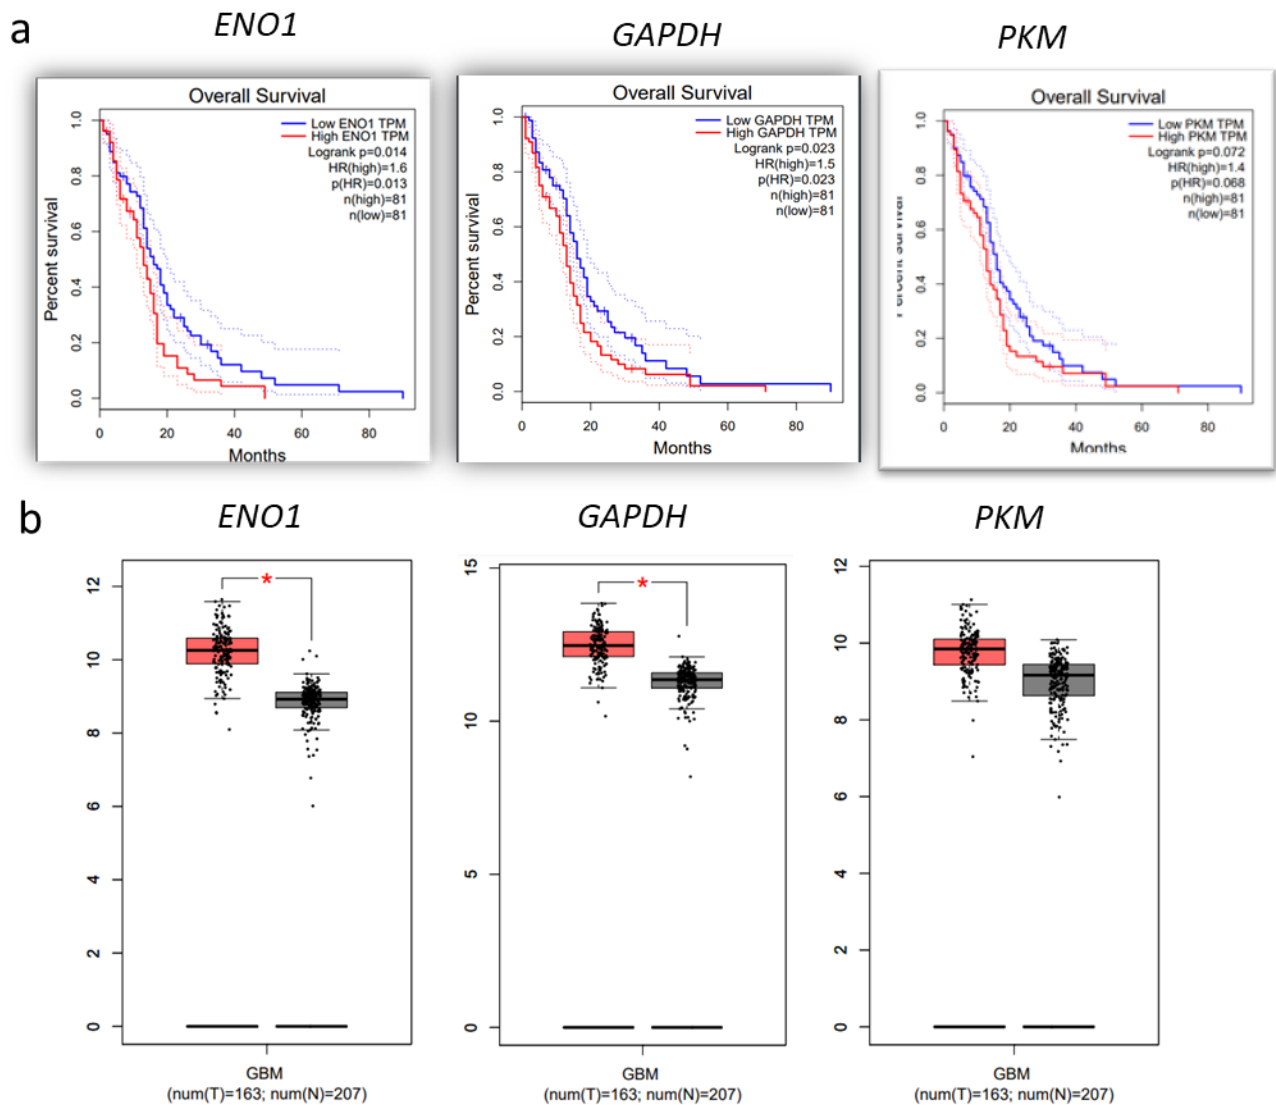 a
ENO1
GAPDH
PKM
Overall Survival
Low ENO1 TPM
High ENO1 TPM
Logrank p=0.014
HR(high)=1.6
p(HR)=0.013
n(high)=81
n(low)=81
Percent survival
1.0
0.8
0.6
0.4
0.2
0.0
0 20 40 60 80
Months
Overall Survival
Low GAPDH TPM
High GAPDH TPM
Logrank p=0.023
HR(high)=1.5
p(HR)=0.023
n(high)=81
n(low)=81
Percent survival
1.0
0.8
0.6
0.4
0.2
0.0
0 20 40 60 80
Months
Overall Survival
Low PKM TPM
High PKM TPM
Logrank p=0.072
HR(high)=1.4
p(HR)=0.068
n(high)=81
n(low)=81
Percent survival
1.0
0.8
0.6
0.4
0.2
0.0
0 20 40 60 80
Months
b
ENO1
GAPDH
PKM
12
10
8
6
4
2
0
*
GBM
(num(T)=163; num(N)=207)
15
10
5
0
*
GBM
(num(T)=163; num(N)=207)
12
10
8
6
4
2
0
GBM
(num(T)=163; num(N)=207)